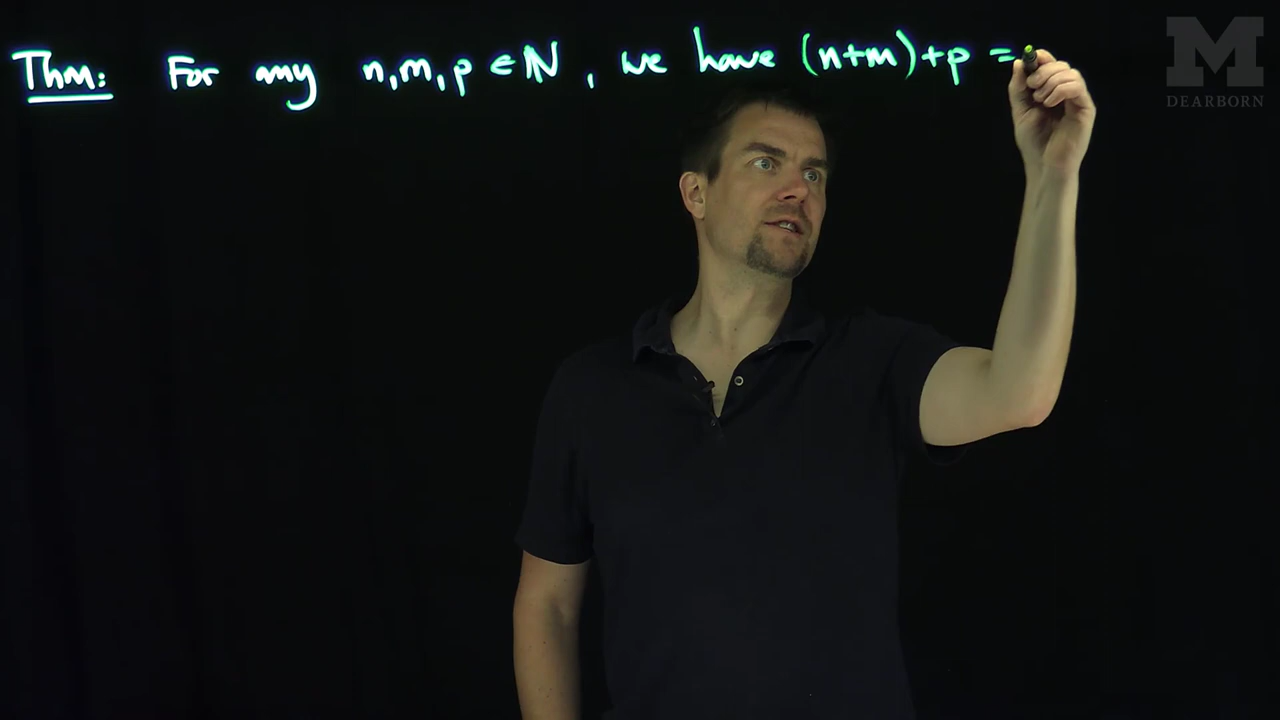 Thm: For any n,m,p ∈ ℕ, we have (n+m)+p =
M
DEARBORN